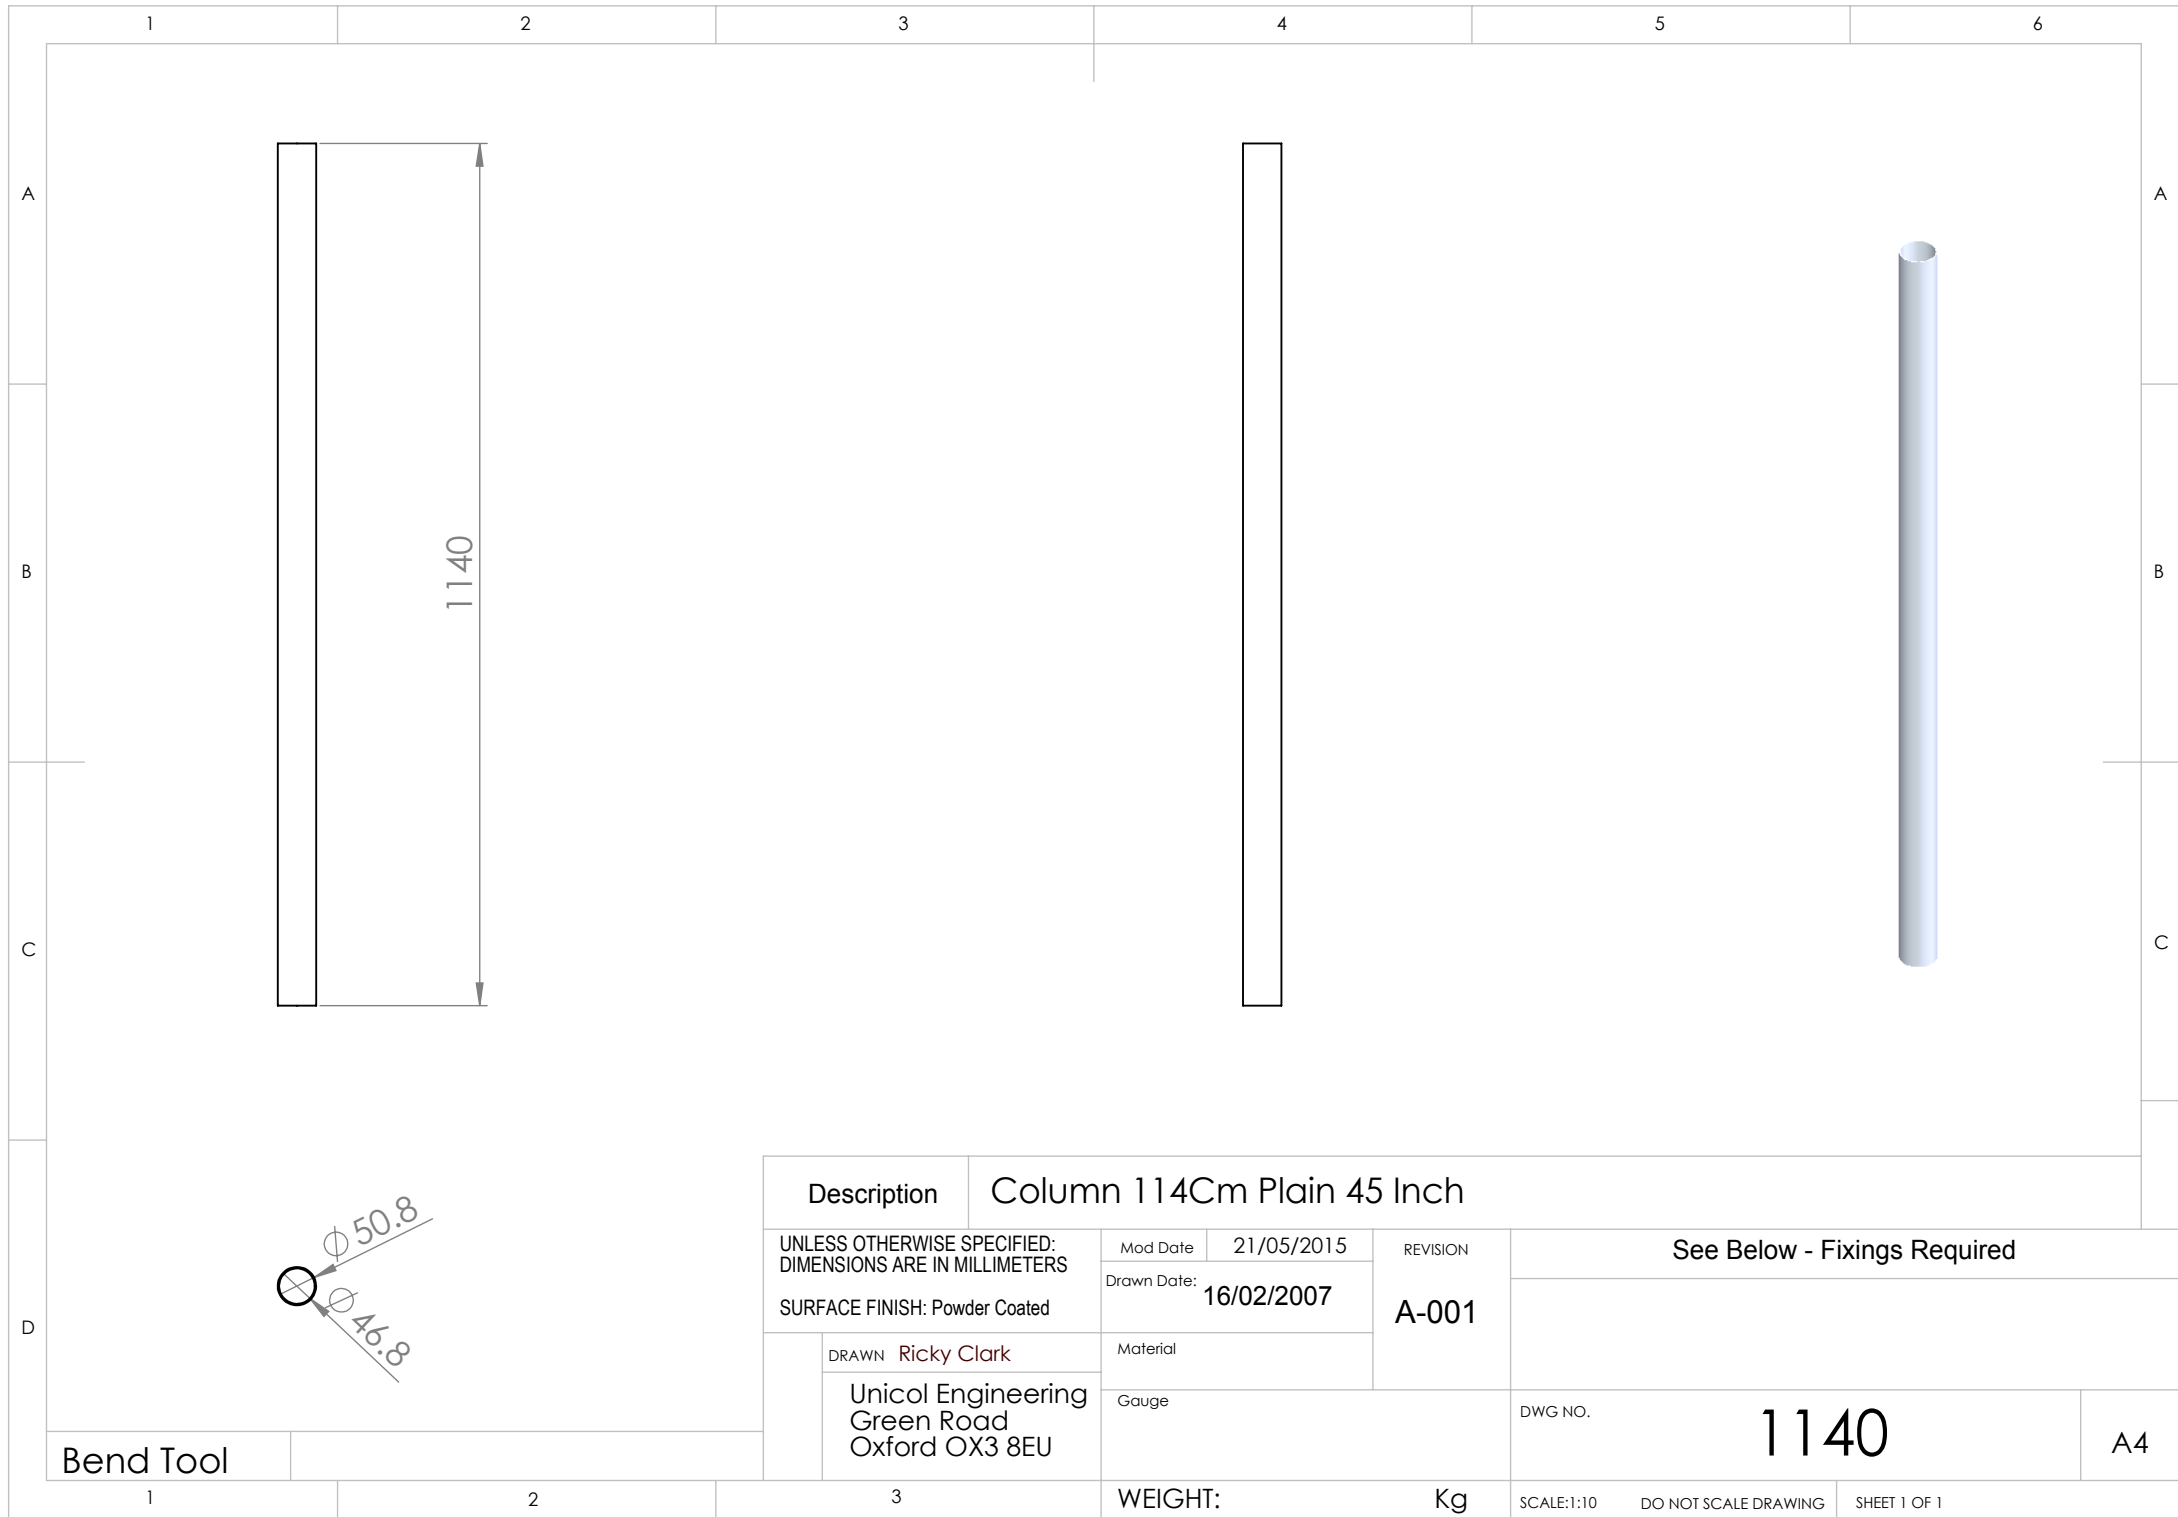 1 2 3 4 5 6
A A
1140
B B
C C
Ø 50.8
Ø 46.8
D
Description Column 114Cm Plain 45 Inch
UNLESS OTHERWISE SPECIFIED:
DIMENSIONS ARE IN MILLIMETERS
SURFACE FINISH: Powder Coated
Mod Date 21/05/2015
Drawn Date: 16/02/2007
REVISION
A-001
See Below - Fixings Required
DRAWN Ricky Clark
Material
Unicol Engineering
Green Road
Oxford OX3 8EU
Gauge
DWG NO. 1140
A4
Bend Tool
1 2 3
WEIGHT: Kg
SCALE:1:10 DO NOT SCALE DRAWING SHEET 1 OF 1